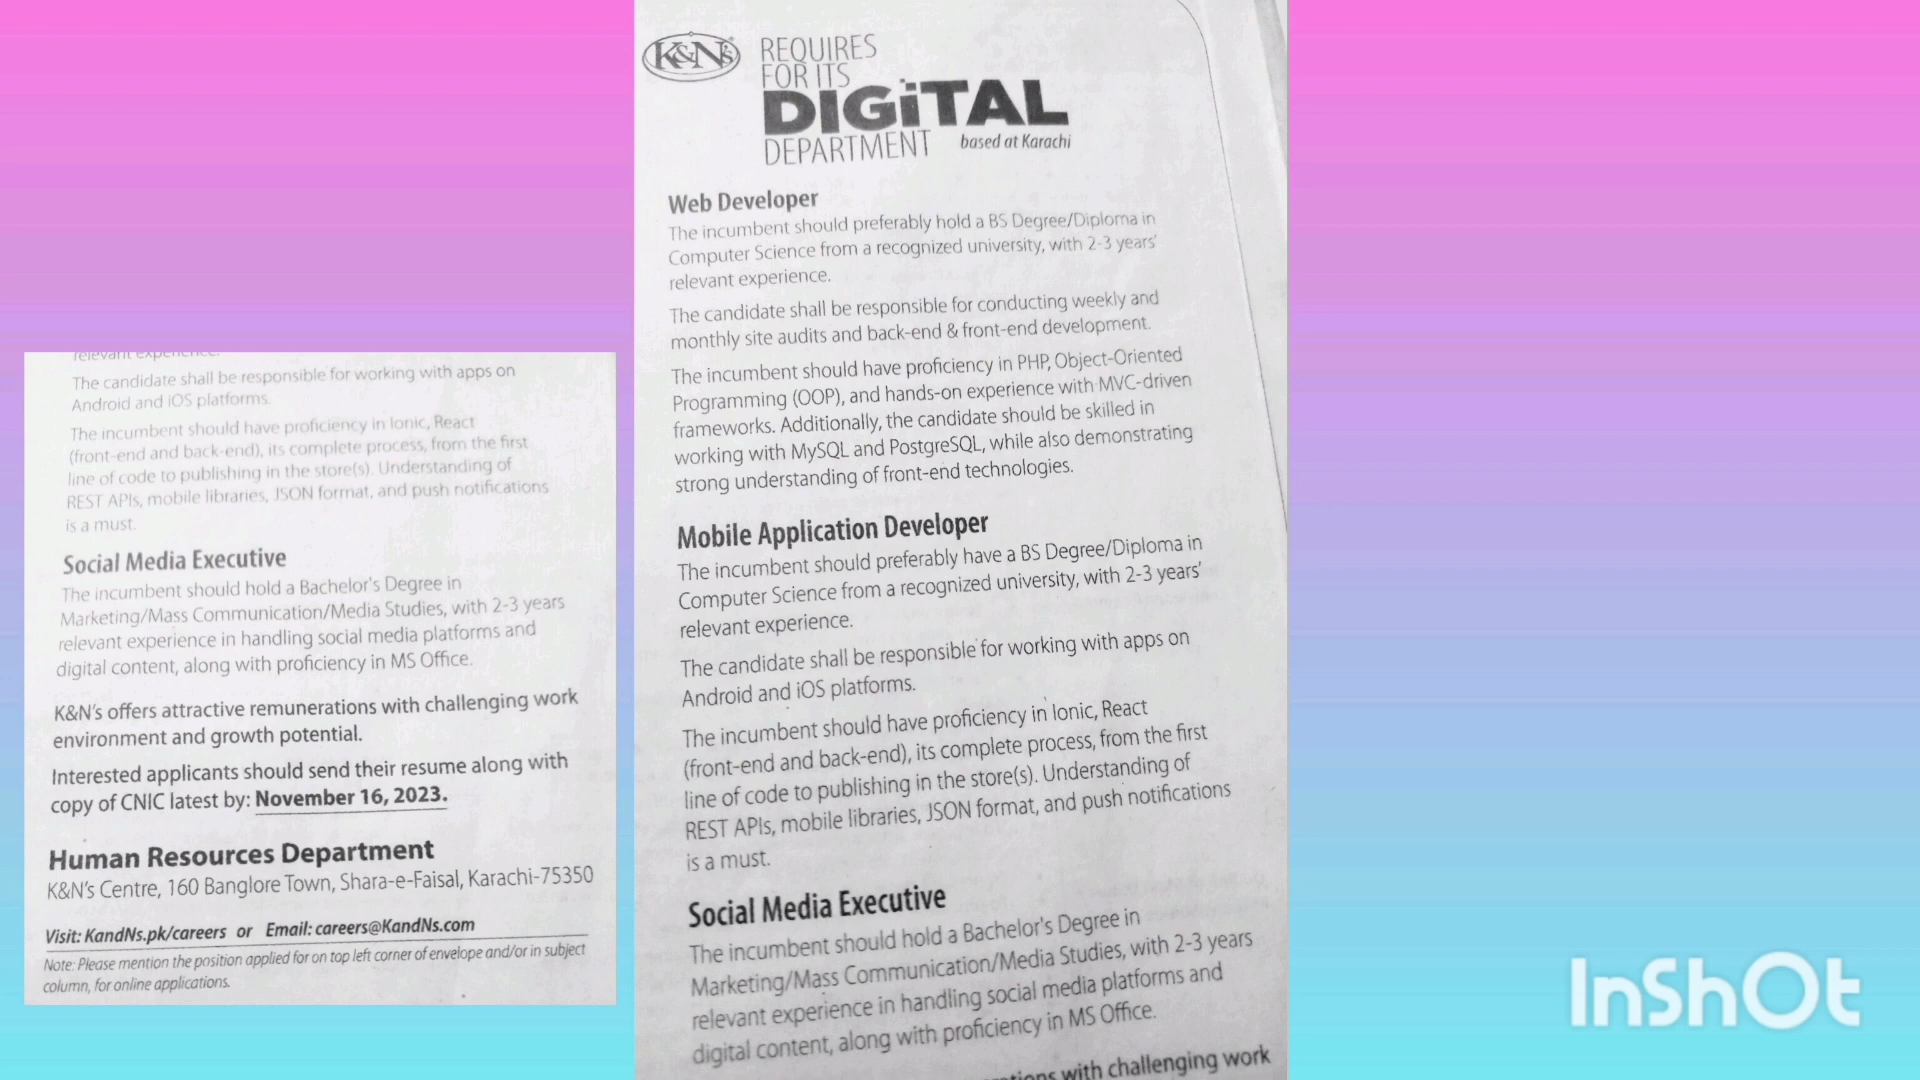 K&N's
REQUIRES
FOR ITS
DIGiTAL
DEPARTMENT based at Karachi
Web Developer
The incumbent should preferably hold a BS Degree/Diploma in
Computer Science from a recognized university, with 2-3 years'
relevant experience.
The candidate shall be responsible for conducting weekly and
monthly site audits and back-end & front-end development.
The incumbent should have proficiency in PHP, Object-Oriented
Programming (OOP), and hands-on experience with MVC-driven
frameworks. Additionally, the candidate should be skilled in
working with MySQL and PostgreSQL, while also demonstrating
strong understanding of front-end technologies.
Mobile Application Developer
The incumbent should preferably have a BS Degree/Diploma in
Computer Science from a recognized university, with 2-3 years'
relevant experience.
The candidate shall be responsible for working with apps on
Android and iOS platforms.
The incumbent should have proficiency in Ionic, React
(front-end and back-end), its complete process, from the first
line of code to publishing in the store(s). Understanding of
REST APIs, mobile libraries, JSON format, and push notifications
is a must.
Social Media Executive
The incumbent should hold a Bachelor's Degree in
Marketing/Mass Communication/Media Studies, with 2-3 years
relevant experience in handling social media platforms and
digital content, along with proficiency in MS Office.
with challenging work
relevant experience.
The candidate shall be responsible for working with apps on
Android and iOS platforms.
The incumbent should have proficiency in Ionic, React
(front-end and back-end), its complete process, from the first
line of code to publishing in the store(s). Understanding of
REST APIs, mobile libraries, JSON format, and push notifications
is a must.
Social Media Executive
The incumbent should hold a Bachelor's Degree in
Marketing/Mass Communication/Media Studies, with 2-3 years
relevant experience in handling social media platforms and
digital content, along with proficiency in MS Office.
K&N's offers attractive remunerations with challenging work
environment and growth potential.
Interested applicants should send their resume along with
copy of CNIC latest by: November 16, 2023.
Human Resources Department
K&N's Centre, 160 Banglore Town, Shara-e-Faisal, Karachi-75350
Visit: KandNs.pk/careers or Email: careers@KandNs.com
Note: Please mention the position applied for on top left corner of envelope and/or in subject
column, for online applications.
InShOt